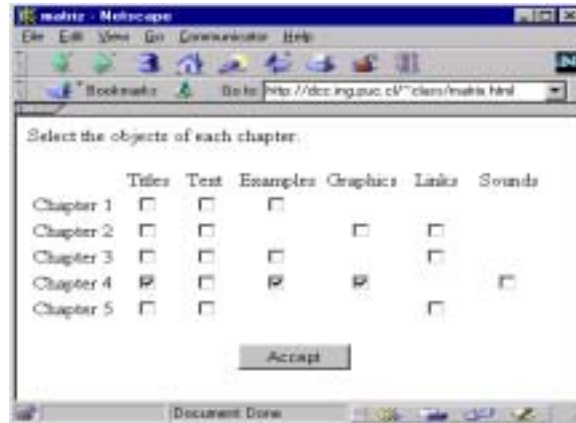 matriz - Netscape
File Edit View Go Communicator Help
Bookmarks Go to: http://dcc.ing.puc.cl/~class/matriz.html
Select the objects of each chapter.
Titles Text Examples Graphics Links Sounds
Chapter 1
Chapter 2
Chapter 3
Chapter 4
Chapter 5
Accept
Document: Done